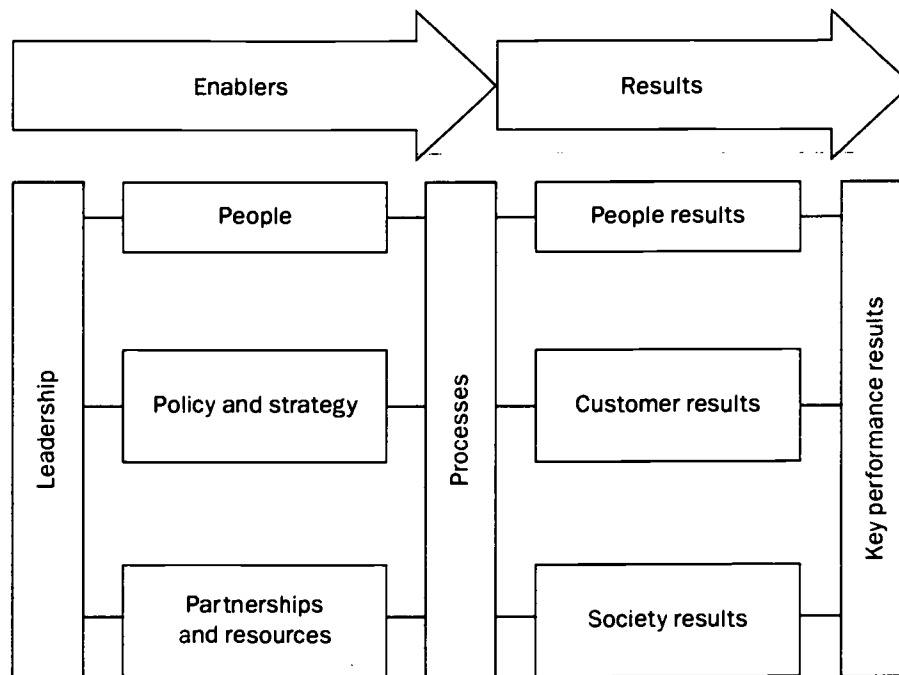 Enablers
Results
People
People results
Leadership
Policy and strategy
Processes
Customer results
Key performance results
Partnerships
and resources
Society results